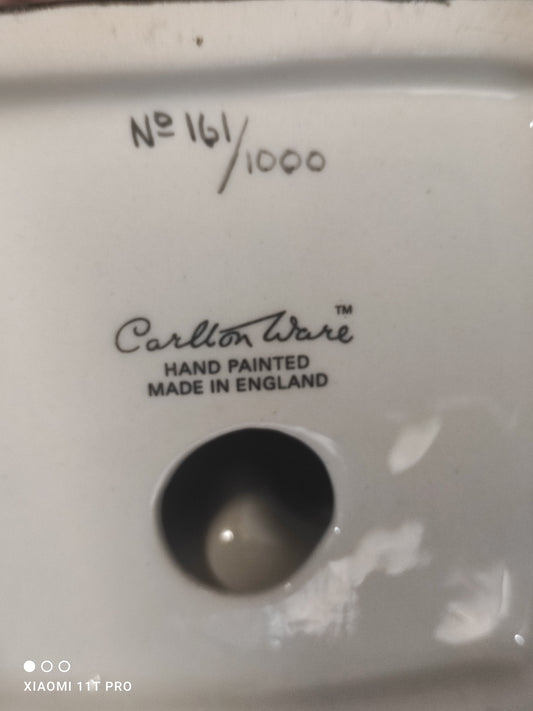 Nº 161/1000
Carlton Ware™
HAND PAINTED
MADE IN ENGLAND
XIAOMI 11T PRO